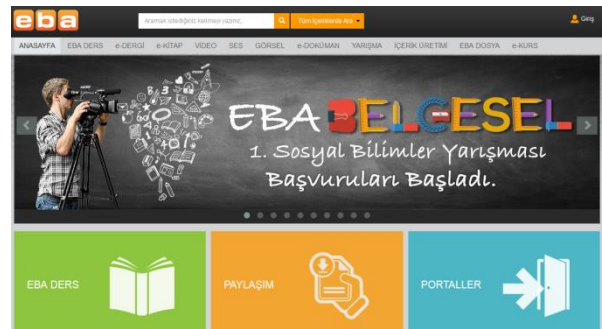 eba
Aramak istediğiniz kelimeyi yazınız,
Tüm İçeriklerde Ara
Giriş
ANASAYFA EBA DERS e-DERGİ e-KİTAP VİDEO SES GÖRSEL e-DOKÜMAN YARIŞMA İÇERİK ÜRETİMİ EBA DOSYA e-KURS
EBA BELGESEL
1. Sosyal Bilimler Yarışması
Başvuruları Başladı.
EBA DERS
PAYLAŞIM
PORTALLER